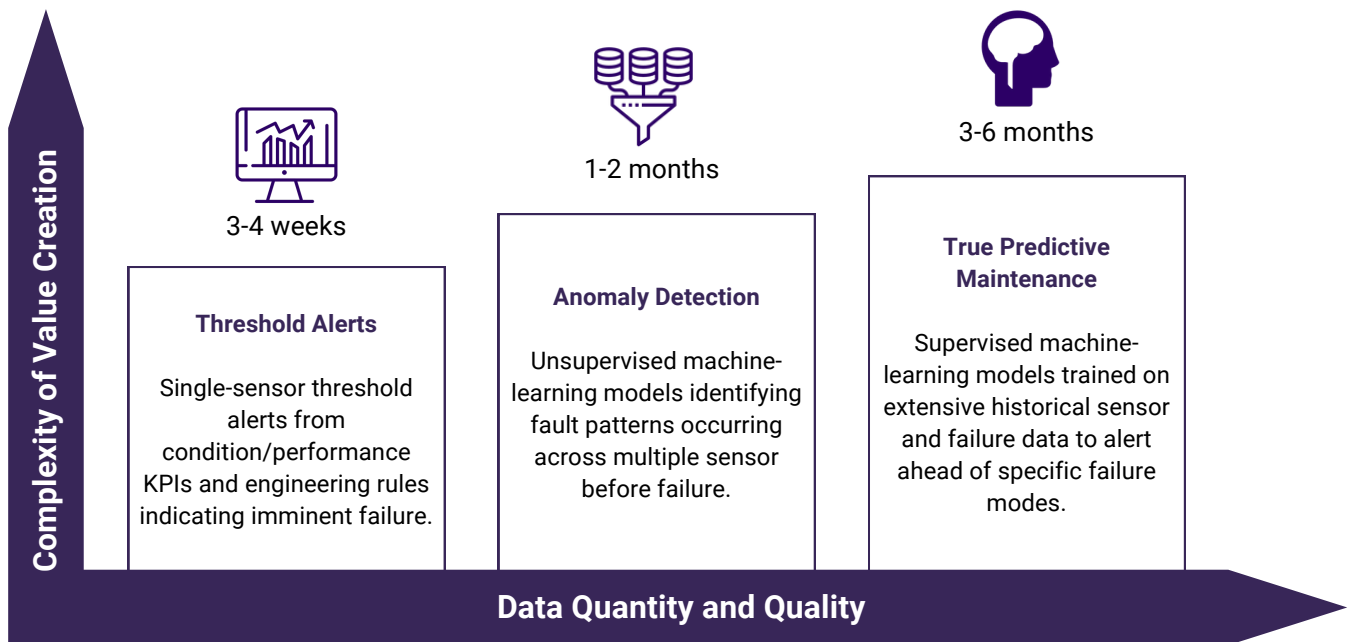 3-4 weeks
Threshold Alerts
Single-sensor threshold
alerts from
condition/performance
KPIs and engineering rules
indicating imminent failure.
1-2 months
Anomaly Detection
Unsupervised machine-
learning models identifying
fault patterns occurring
across multiple sensor
before failure.
3-6 months
True Predictive
Maintenance
Supervised machine-
learning models trained on
extensive historical sensor
and failure data to alert
ahead of specific failure
modes.
Complexity of Value Creation
Data Quantity and Quality